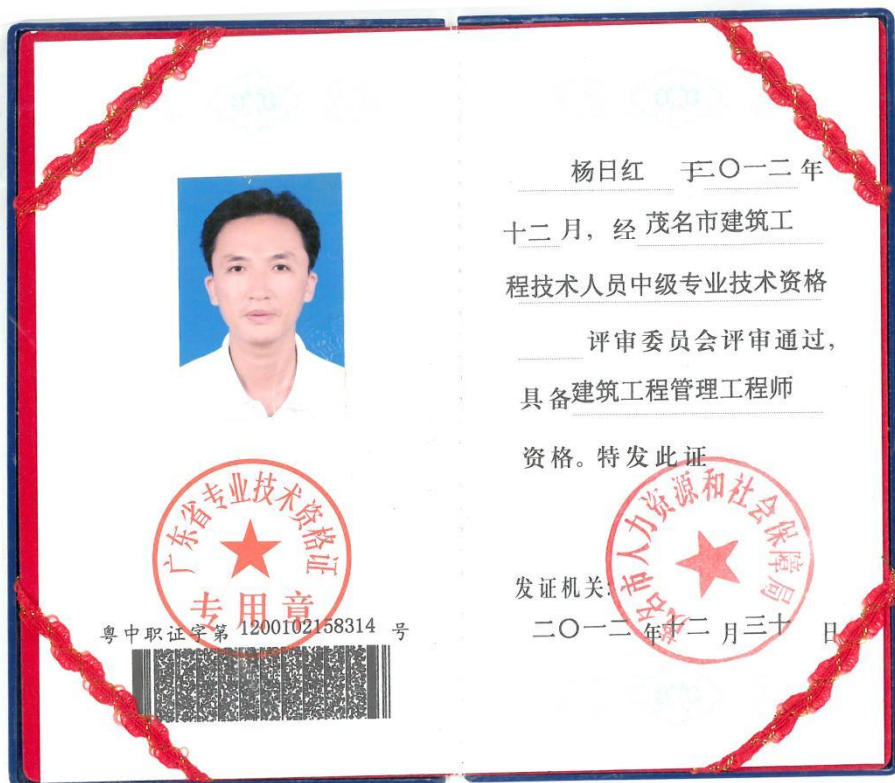 广东省专业技术资格证
专用章
粤中职证字第 1200102158314 号
杨日红 于二〇一二年
十二月，经 茂名市建筑工
程技术人员中级专业技术资格
评审委员会评审通过，
具备建筑工程管理工程师
资格。特发此证
茂名市人力资源和社会保障局
发证机关：
二〇一二 年十二 月三十 日